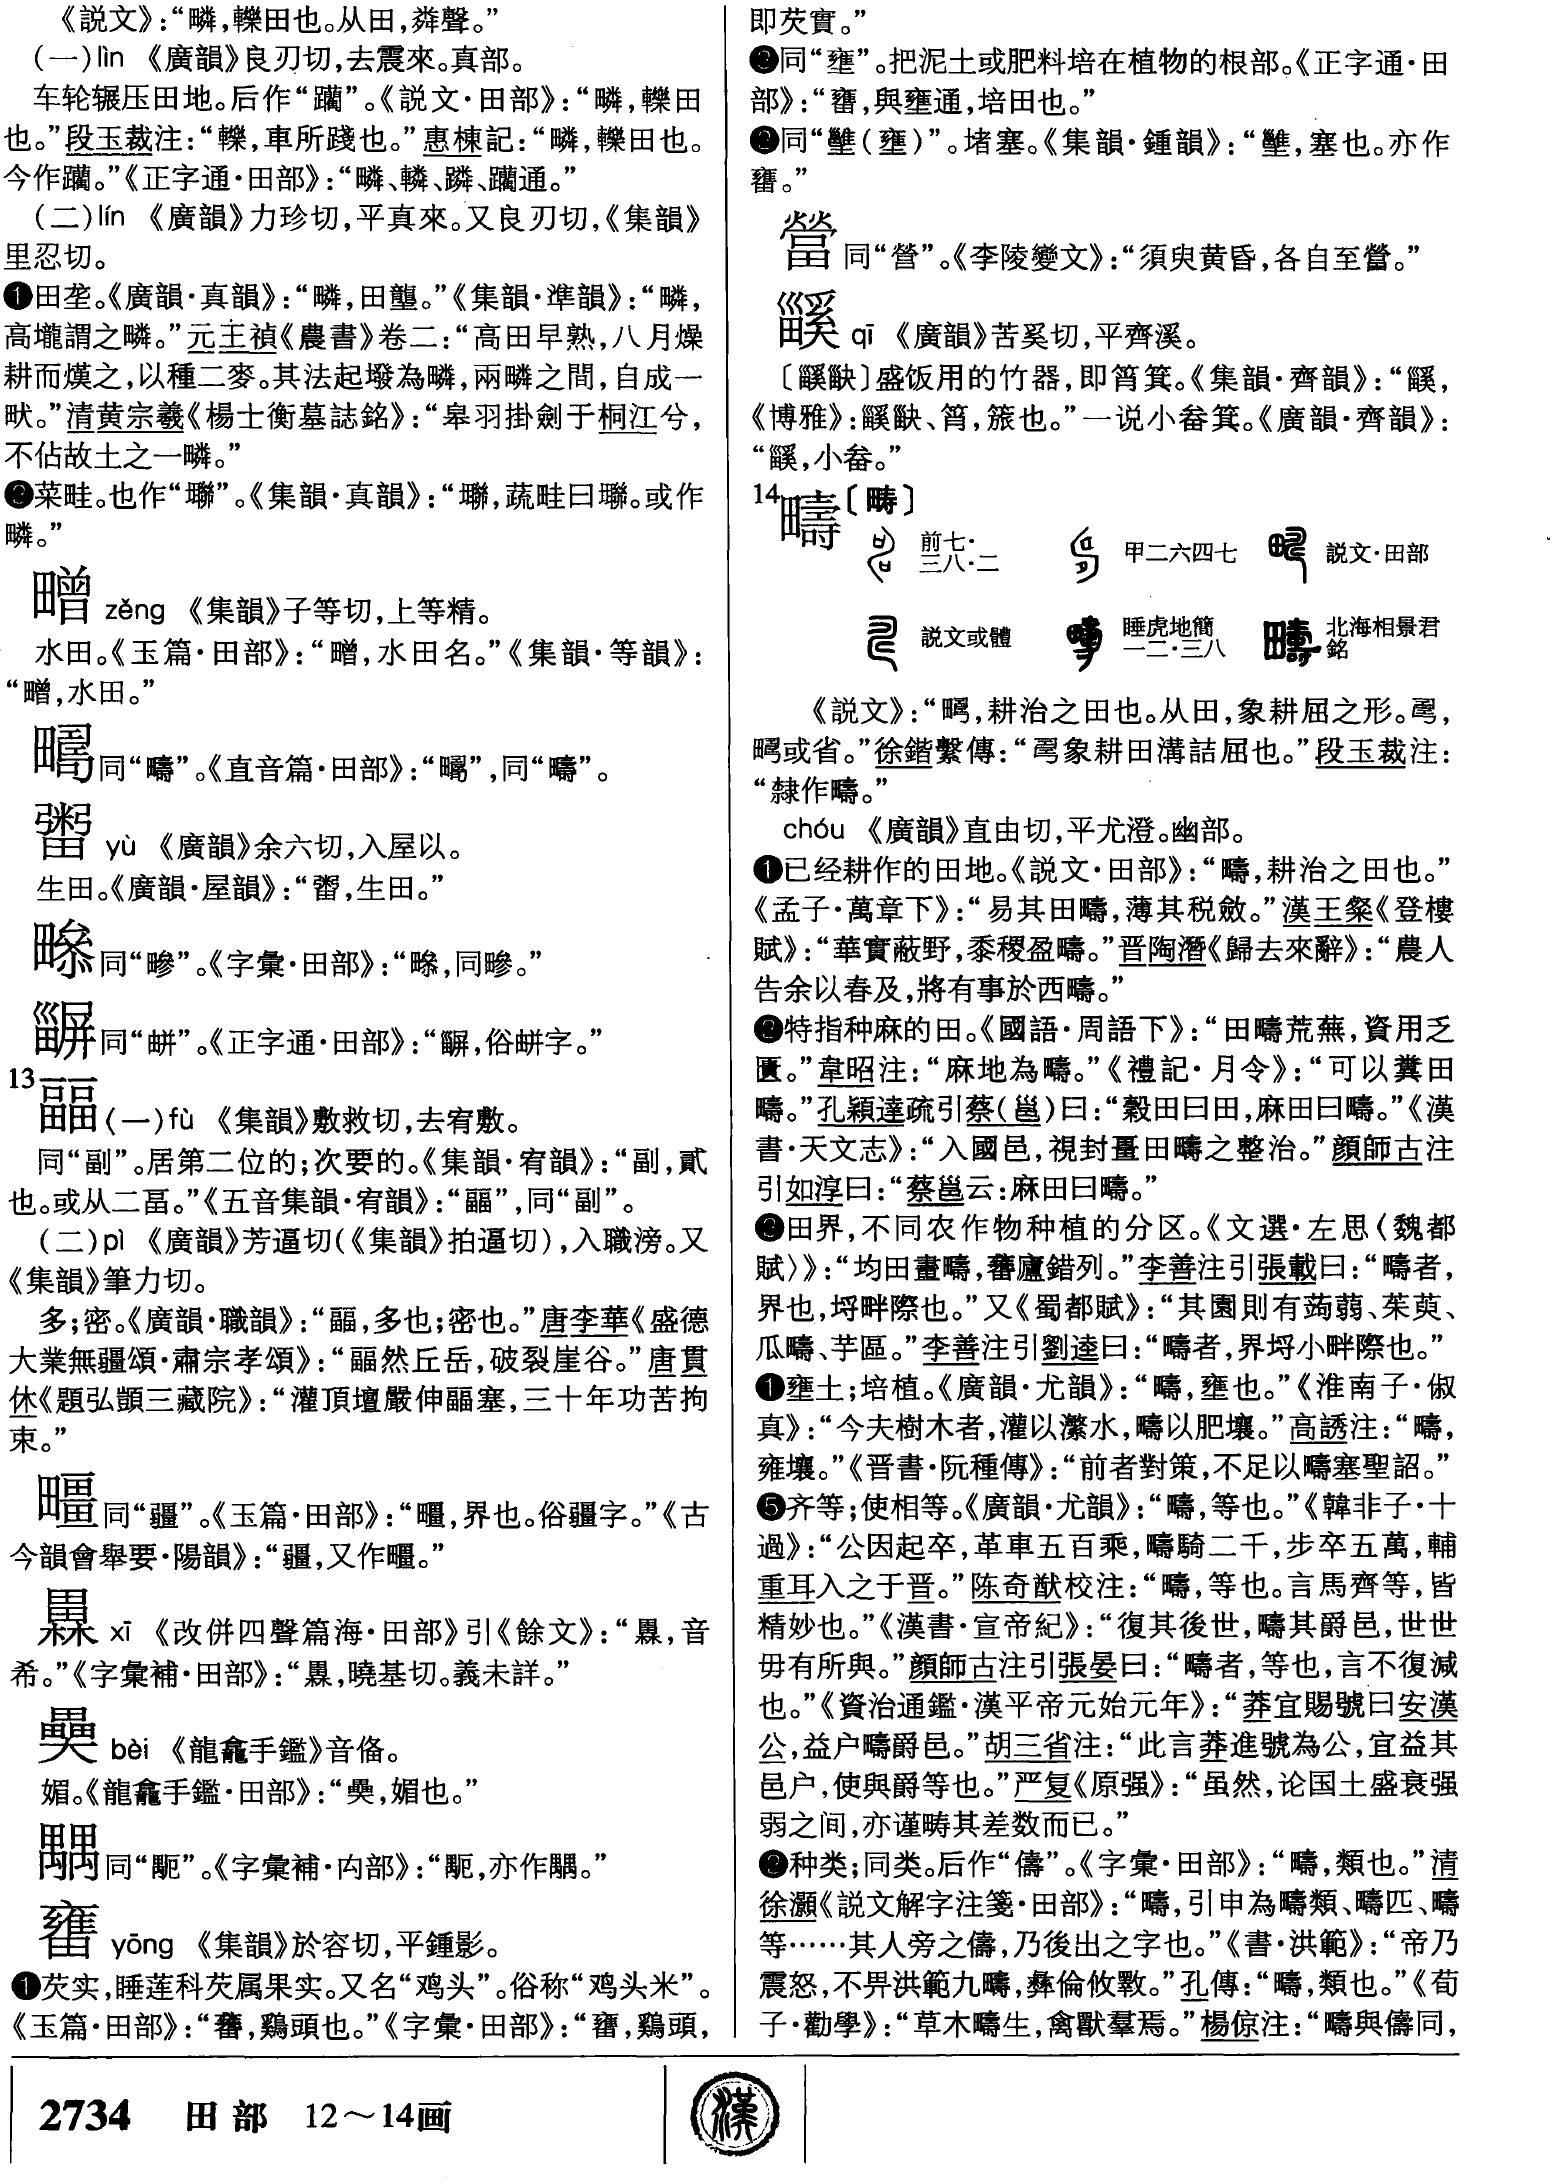 《説文》：“疄，轢田也。从田，粦聲。”
(一)lìn 《廣韻》良刃切，去震來。真部。
车轮辗压田地。后作“躪”。《説文·田部》：“疄，轢田
也。”段玉裁注：“轢，車所踐也。”惠棟記：“疄，轢田也。
今作躪。”《正字通·田部》：“疄、轔、蹸、躪通。”
(二)lín 《廣韻》力珍切，平真來。又良刃切，《集韻》
里忍切。
❶田垄。《廣韻·真韻》：“疄，田壟。”《集韻·準韻》：“疄，
高壠謂之疄。”元王禎《農書》卷二：“高田早熟，八月燥
耕而熯之，以種二麥。其法起墢為疄，兩疄之間，自成一
畎。”清黄宗羲《楊士衡墓誌銘》：“皋羽掛劍于桐江兮，
不佔故土之一疄。”
❷菜畦。也作“壣”。《集韻·真韻》：“壣，蔬畦曰壣。或作
疄。”
zěng 《集韻》子等切，上等精。
水田。《玉篇·田部》：“，水田名。”《集韻·等韻》：
“，水田。”
同“疇”。《直音篇·田部》：“”，同“疇”。
yù 《廣韻》余六切，入屋以。
生田。《廣韻·屋韻》：“，生田。”
同“”。《字彙·田部》：“，同。”
同“”。《正字通·田部》：“，俗字。”
13
(一)fù 《集韻》敷救切，去宥敷。
同“副”。居第二位的；次要的。《集韻·宥韻》：“副，貳
也。或从二畐。”《五音集韻·宥韻》：“疈”，同“副”。
(二)pì 《廣韻》芳逼切(《集韻》拍逼切)，入職滂。又
《集韻》筆力切。
多；密。《廣韻·職韻》：“，多也；密也。”唐李華《盛德
大業無疆頌·肅宗孝頌》：“然丘岳，破裂崖谷。”唐貫
休《題弘顗三藏院》：“灌頂壇嚴伸塞，三十年功苦拘
束。”
同“疆”。《玉篇·田部》：“，界也。俗疆字。”《古
今韻會舉要·陽韻》：“疆，又作。”
xī 《改併四聲篇海·田部》引《餘文》：“，音
希。”《字彙補·田部》：“，曉基切。義未詳。”
bèi 《龍龕手鑑》音俻。
媚。《龍龕手鑑·田部》：“，媚也。”
同“”。《字彙補·禸部》：“，亦作。”
yōng 《集韻》於容切，平鍾影。
❶芡实，睡莲科芡属果实。又名“鸡头”。俗称“鸡头米”。
《玉篇·田部》：“，鷄頭也。”《字彙·田部》：“，鷄頭，
即芡實。”
❷同“壅”。把泥土或肥料培在植物的根部。《正字通·田
部》：“，與壅通，培田也。”
❸同“(壅)”。堵塞。《集韻·鍾韻》：“，塞也。亦作
。”
同“營”。《李陵變文》：“須臾黄昏，各自至。”
qī 《廣韻》苦奚切，平齊溪。
〔〕盛饭用的竹器，即筲箕。《集韻·齊韻》：“，
《博雅》：、筲，籏也。”一说小畚箕。《廣韻·齊韻》：
“，小畚。”
14
疇〔畴〕
前七·三八·二 甲二六四七 説文·田部
説文或體 睡虎地簡一二·三八 北海相景君銘
《説文》：“，耕治之田也。从田，象耕屈之形。，
或省。”徐鍇繫傳：“象耕田溝詰屈也。”段玉裁注：
“隸作疇。”
chóu 《廣韻》直由切，平尤澄。幽部。
❶已经耕作的田地。《説文·田部》：“疇，耕治之田也。”
《孟子·萬章下》：“易其田疇，薄其税斂。”漢王粲《登樓
賦》：“華實蔽野，黍稷盈疇。”晋陶潛《歸去來辭》：“農人
告余以春及，將有事於西疇。”
❷特指种麻的田。《國語·周語下》：“田疇荒蕪，資用乏
匱。”韋昭注：“麻地為疇。”《禮記·月令》：“可以糞田
疇。”孔穎達疏引蔡(邕)曰：“穀田曰田，麻田曰疇。”《漢
書·天文志》：“入國邑，視封畺田疇之整治。”顔師古注
引如淳曰：“蔡邕云：麻田曰疇。”
❸田界，不同农作物种植的分区。《文選·左思〈魏都
賦〉》：“均田畫疇，蕃廬錯列。”李善注引張載曰：“疇者，
界也，埒畔際也。”又《蜀都賦》：“其園則有蒟蒻、茱萸、
瓜疇、芋區。”李善注引劉逵曰：“疇者，界埒小畔際也。”
❹壅土；培植。《廣韻·尤韻》：“疇，壅也。”《淮南子·俶
真》：“今夫樹木者，灌以瀿水，疇以肥壤。”高誘注：“疇，
雍壤。”《晋書·阮種傳》：“前者對策，不足以疇塞聖詔。”
❺齐等；使相等。《廣韻·尤韻》：“疇，等也。”《韓非子·十
過》：“公因起卒，革車五百乘，疇騎二千，步卒五萬，輔
重耳入之于晋。”陈奇猷校注：“疇，等也。言馬齊等，皆
精妙也。”《漢書·宣帝紀》：“復其後世，疇其爵邑，世世
毋有所與。”顔師古注引張晏曰：“疇者，等也，言不復減
也。”《資治通鑑·漢平帝元始元年》：“莽宜賜號曰安漢
公，益户疇爵邑。”胡三省注：“此言莽進號為公，宜益其
邑户，使與爵等也。”严复《原强》：“虽然，论国土盛衰强
弱之间，亦谨畴其差数而已。”
❻种类；同类。后作“儔”。《字彙·田部》：“疇，類也。”清
徐灝《説文解字注箋·田部》：“疇，引申為疇類、疇匹、疇
等……其人旁之儔，乃後出之字也。”《書·洪範》：“帝乃
震怒，不畀洪範九疇，彝倫攸斁。”孔傳：“疇，類也。”《荀
子·勸學》：“草木疇生，禽獸羣焉。”楊倞注：“疇與儔同，
2734 田部 12～14画
漢